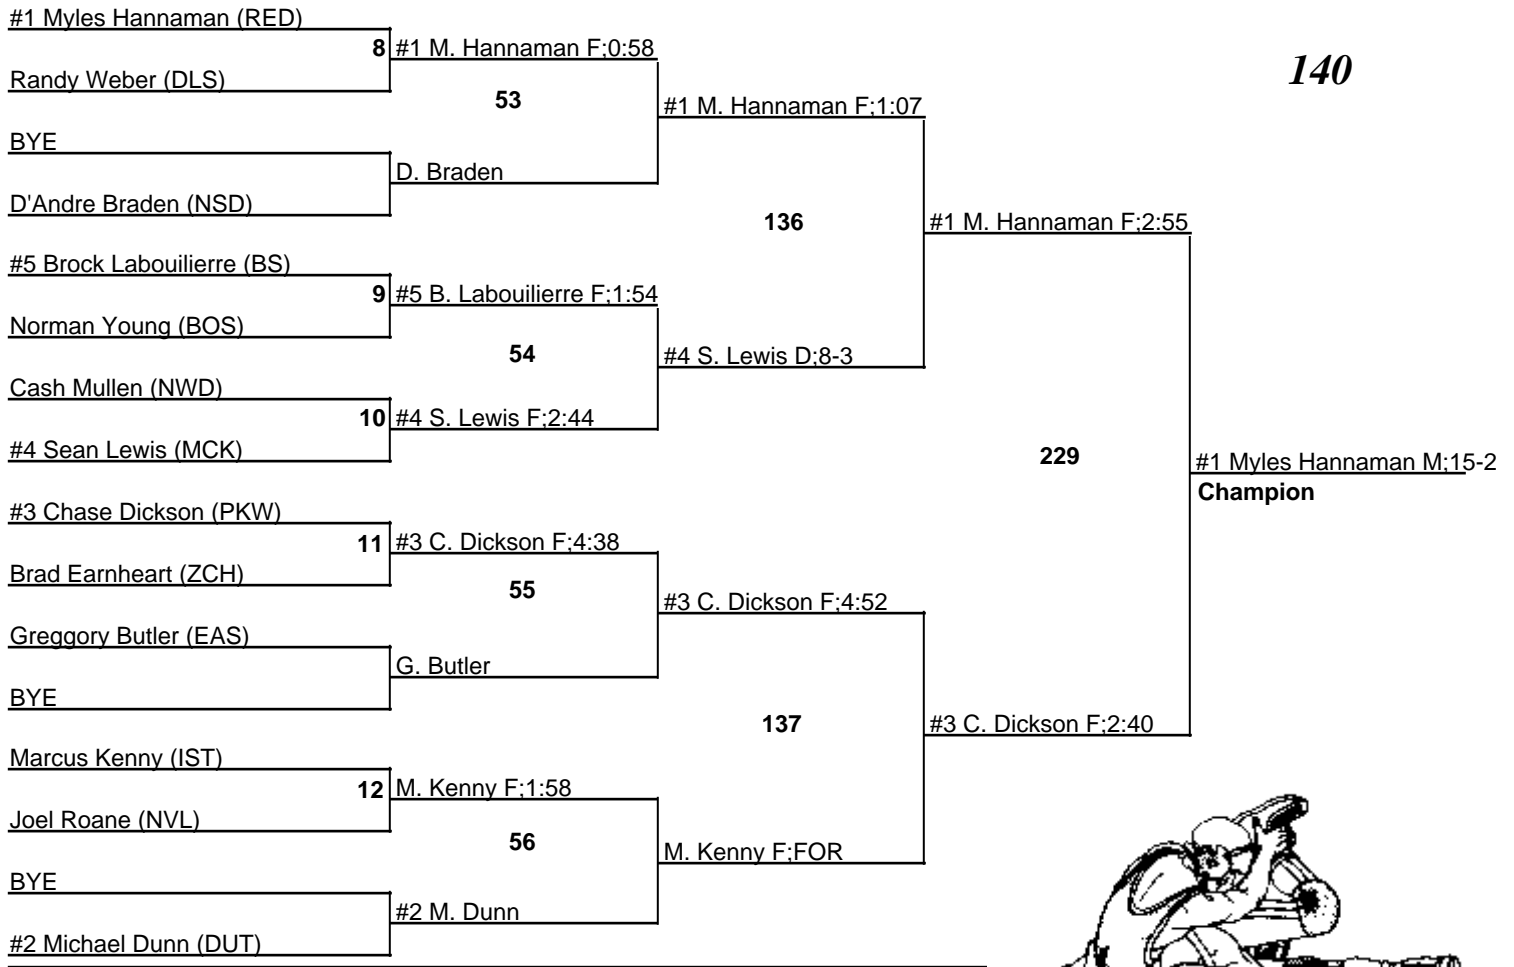 #1 Myles Hannaman (RED)
8 #1 M. Hannaman F;0:58
140
Randy Weber (DLS)
53
#1 M. Hannaman F;1:07
BYE
D. Braden
D'Andre Braden (NSD)
136
#1 M. Hannaman F;2:55
#5 Brock Labouilierre (BS)
9 #5 B. Labouilierre F;1:54
Norman Young (BOS)
54
#4 S. Lewis D;8-3
Cash Mullen (NWD)
10 #4 S. Lewis F;2:44
#4 Sean Lewis (MCK)
229
#1 Myles Hannaman M;15-2
Champion
#3 Chase Dickson (PKW)
11 #3 C. Dickson F;4:38
Brad Earnheart (ZCH)
55
#3 C. Dickson F;4:52
Greggory Butler (EAS)
G. Butler
BYE
137
#3 C. Dickson F;2:40
Marcus Kenny (IST)
12 M. Kenny F;1:58
Joel Roane (NVL)
56
M. Kenny F;FOR
BYE
#2 M. Dunn
#2 Michael Dunn (DUT)